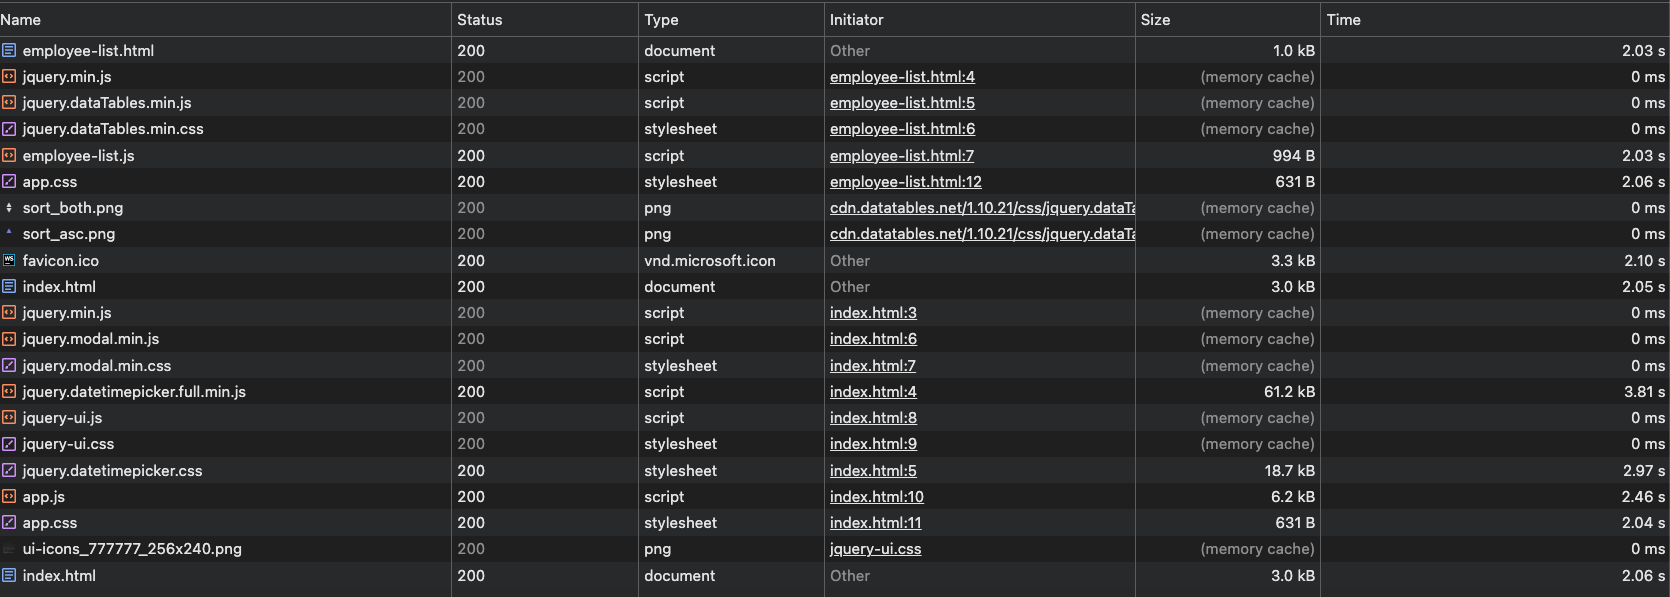 Name Status Type Initiator Size Time
employee-list.html 200 document Other 1.0 kB 2.03 s
jquery.min.js 200 script employee-list.html:4 (memory cache) 0 ms
jquery.dataTables.min.js 200 script employee-list.html:5 (memory cache) 0 ms
jquery.dataTables.min.css 200 stylesheet employee-list.html:6 (memory cache) 0 ms
employee-list.js 200 script employee-list.html:7 994 B 2.03 s
app.css 200 stylesheet employee-list.html:12 631 B 2.06 s
sort_both.png 200 png cdn.datatables.net/1.10.21/css/jquery.dataTa (memory cache) 0 ms
sort_asc.png 200 png cdn.datatables.net/1.10.21/css/jquery.dataTa (memory cache) 0 ms
favicon.ico 200 vnd.microsoft.icon Other 3.3 kB 2.10 s
index.html 200 document Other 3.0 kB 2.05 s
jquery.min.js 200 script index.html:3 (memory cache) 0 ms
jquery.modal.min.js 200 script index.html:6 (memory cache) 0 ms
jquery.modal.min.css 200 stylesheet index.html:7 (memory cache) 0 ms
jquery.datetimepicker.full.min.js 200 script index.html:4 61.2 kB 3.81 s
jquery-ui.js 200 script index.html:8 (memory cache) 0 ms
jquery-ui.css 200 stylesheet index.html:9 (memory cache) 0 ms
jquery.datetimepicker.css 200 stylesheet index.html:5 18.7 kB 2.97 s
app.js 200 script index.html:10 6.2 kB 2.46 s
app.css 200 stylesheet index.html:11 631 B 2.04 s
ui-icons_777777_256x240.png 200 png jquery-ui.css (memory cache) 0 ms
index.html 200 document Other 3.0 kB 2.06 s